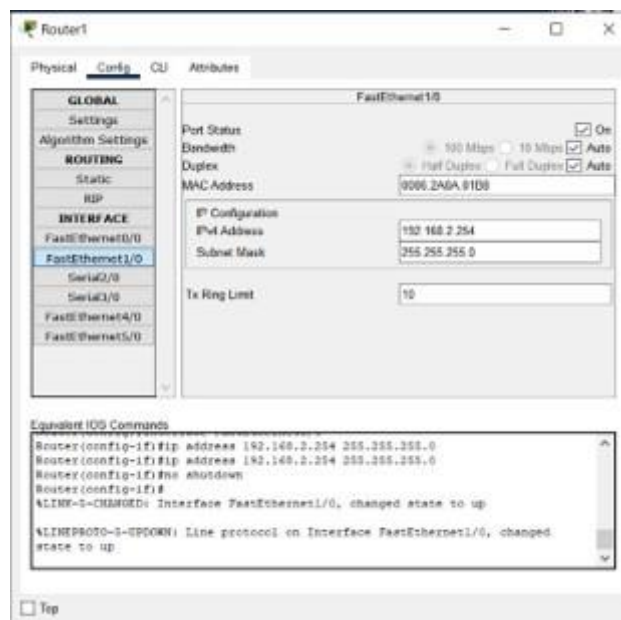 Router1
Physical Config CLI Attributes
GLOBAL
Settings
Algorithm Settings
ROUTING
Static
RIP
INTERFACE
FastEthernet0/0
FastEthernet1/0
Serial2/0
Serial3/0
FastEthernet4/0
FastEthernet5/0
FastEthernet1/0
Port Status On
Bandwidth 100 Mbps 10 Mbps Auto
Duplex Half Duplex Full Duplex Auto
MAC Address
IP Configuration
IPv4 Address 192.168.2.254
Subnet Mask 255.255.255.0
Tx Ring Limit 10
Equivalent IOS Commands
Router(config-if)#ip address 192.168.2.254 255.255.255.0
Router(config-if)#ip address 192.168.2.254 255.255.255.0
Router(config-if)#no shutdown
Router(config-if)#
%LINK-5-CHANGED: Interface FastEthernet1/0, changed state to up
%LINEPROTO-5-UPDOWN: Line protocol on Interface FastEthernet1/0, changed
state to up
Top